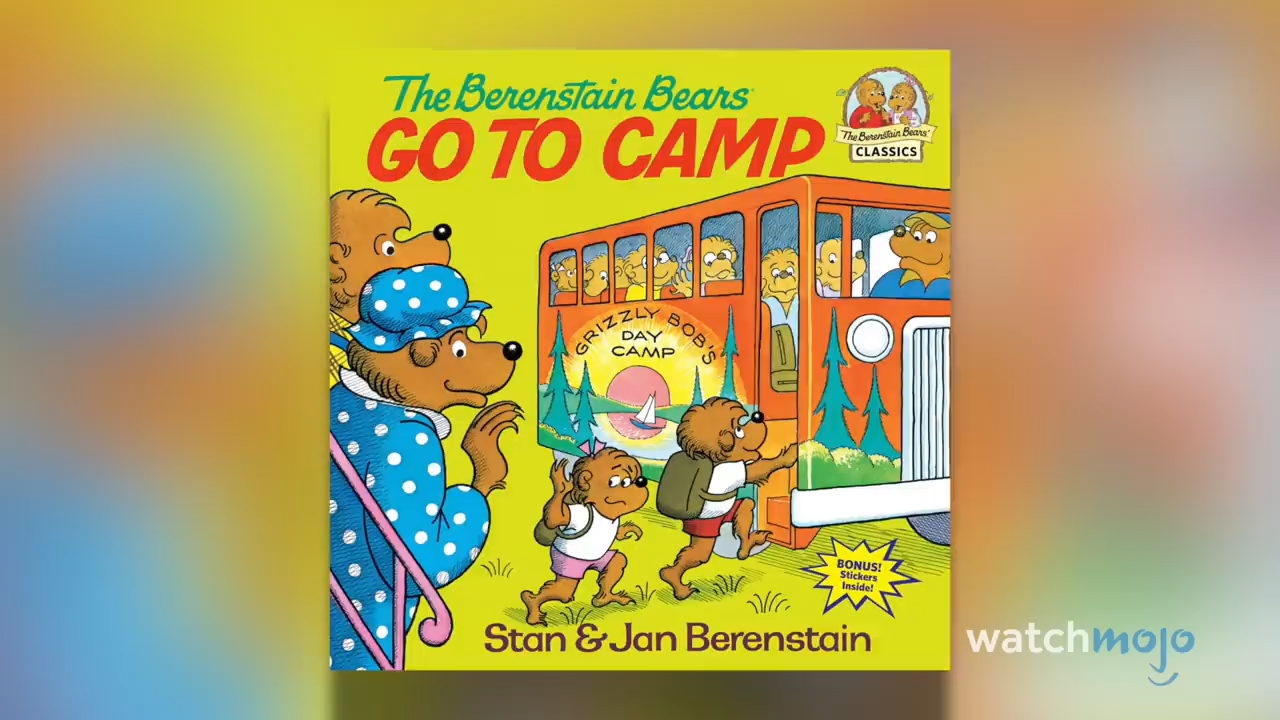 The Berenstain Bears
GO TO CAMP
The Berenstain Bears'
CLASSICS
GRIZZLY BOB'S
DAY
CAMP
BONUS!
Stickers
Inside!
Stan & Jan Berenstain
watchmojo